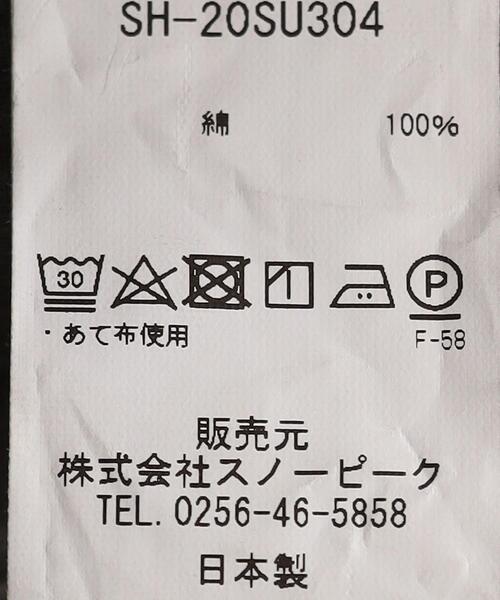 SH-20SU304
綿 100%
30 P
・あて布使用 F-58
販売元
株式会社スノーピーク
TEL. 0256-46-5858
日本製